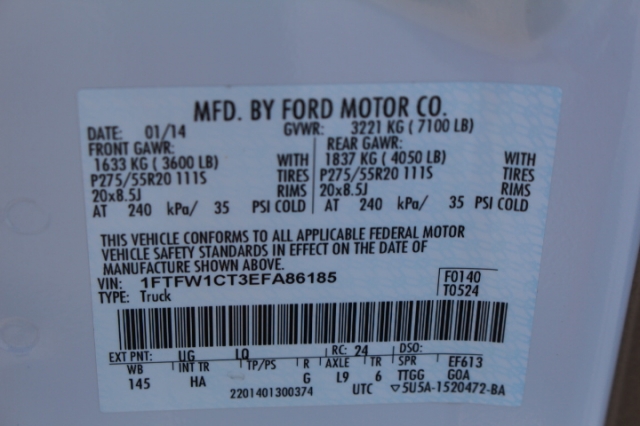 MFD. BY FORD MOTOR CO.
DATE: 01/14 GVWR: 3221 KG ( 7100 LB)
FRONT GAWR: REAR GAWR:
1633 KG ( 3600 LB) WITH 1837 KG ( 4050 LB) WITH
P275/55R20 111S TIRES P275/55R20 111S TIRES
20x8.5J RIMS 20x8.5J RIMS
AT 240 kPa/ 35 PSI COLD AT 240 kPa/ 35 PSI COLD
THIS VEHICLE CONFORMS TO ALL APPLICABLE FEDERAL MOTOR
VEHICLE SAFETY STANDARDS IN EFFECT ON THE DATE OF
MANUFACTURE SHOWN ABOVE.
VIN: 1FTFW1CT3EFA86185 F0140
TYPE: Truck T0524
EXT PNT: UG LQ RC: 24 DSO:
WB INT TR TP/PS R AXLE TR SPR EF613
145 HA G L9 6 TTGG GOA
2201401300374 UTC ▽5U5A-1520472-BA